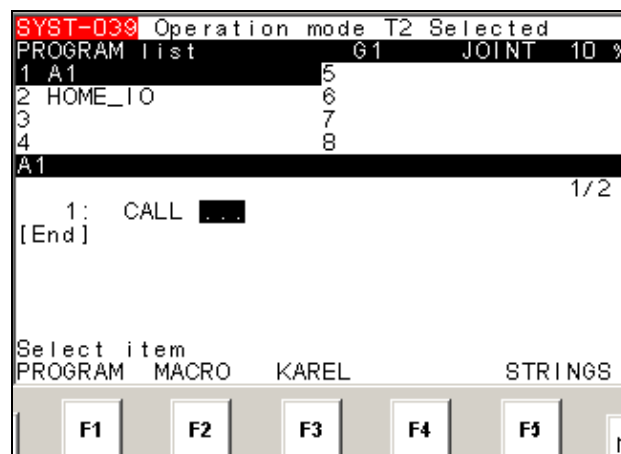 SYST-039 Operation mode T2 Selected
PROGRAM list G1 JOINT 10 %
1 A1 5
2 HOME_IO 6
3 7
4 8
A1
1/2
1: CALL ...
[End]
Select item
PROGRAM MACRO KAREL STRINGS
F1 F2 F3 F4 F5